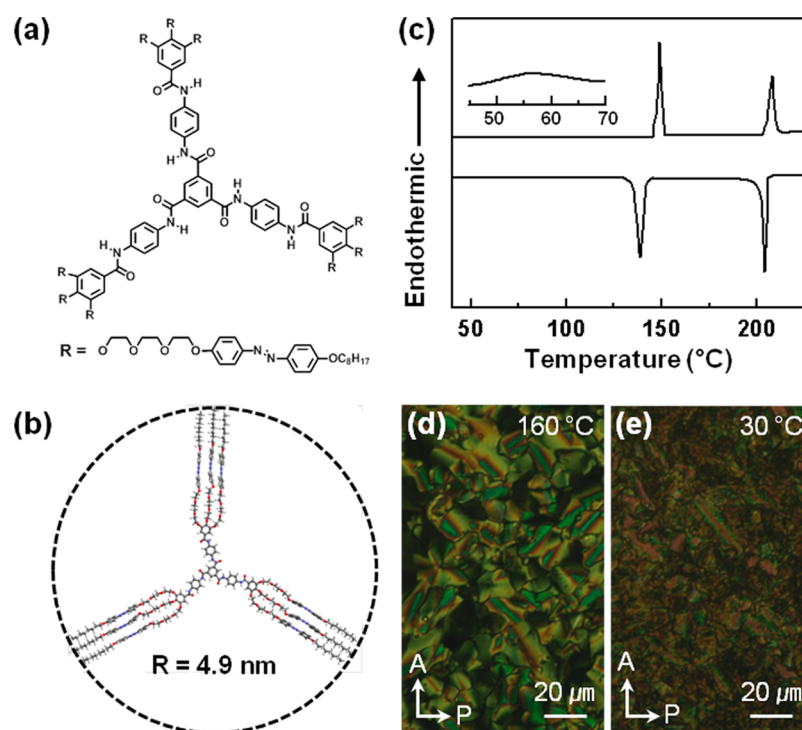 (a)
R R R
O N H
H N O
O N H
O R
N H
O R
R
H N O
R
R
R
N H
O
R = O O O O N N OC8H17
(b)
R = 4.9 nm
(c)
Endothermic
50 60 70
50 100 150 200
Temperature (°C)
(d) 160 °C
A
P 20 µm
(e) 30 °C
A
P 20 µm